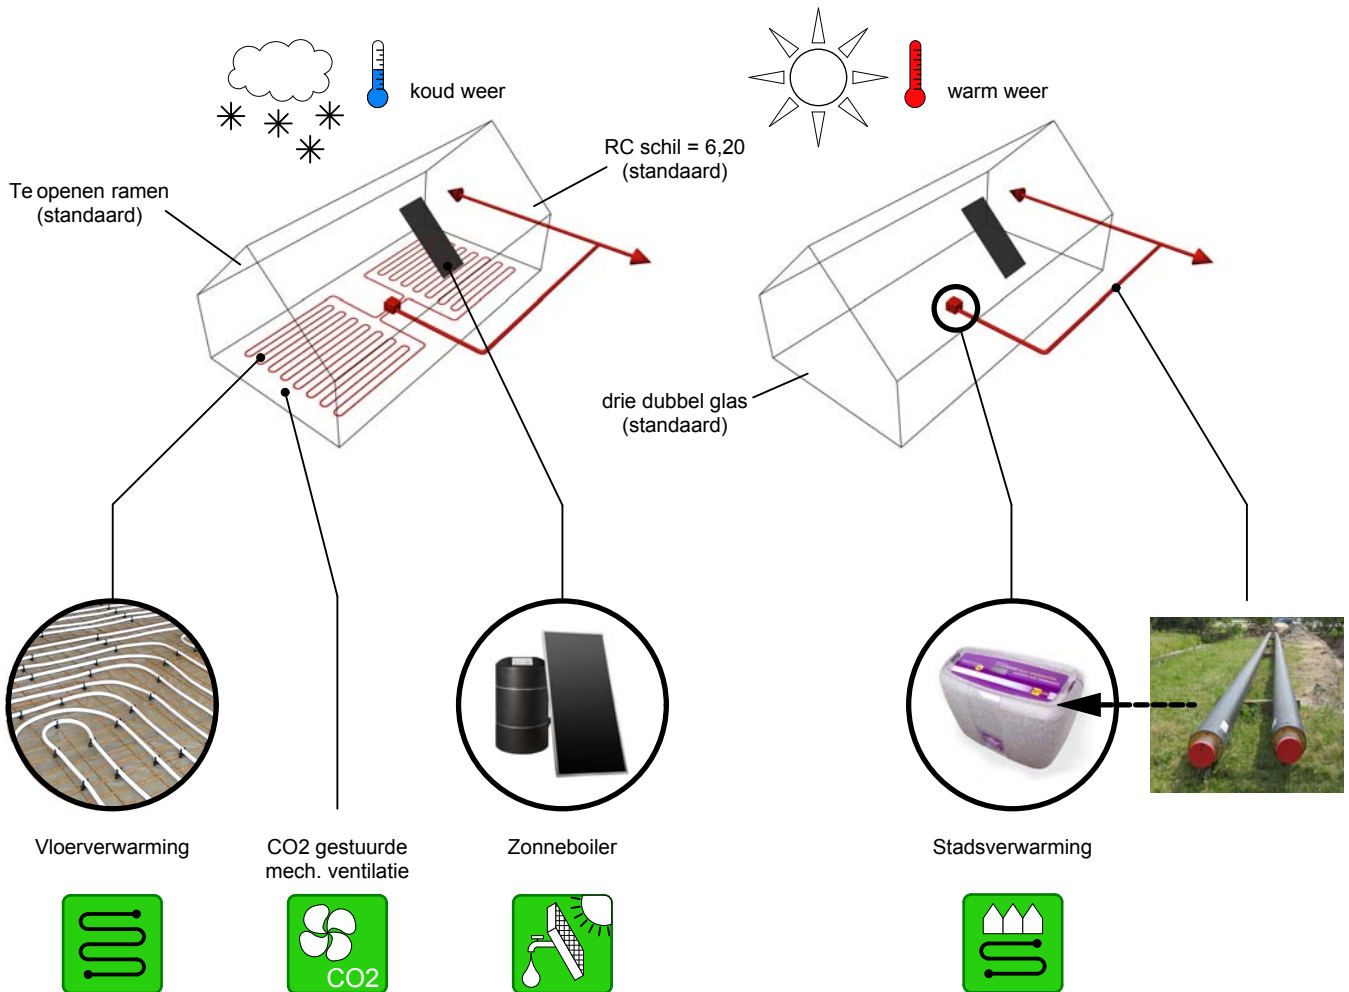 koud weer
warm weer
RC schil = 6,20
(standaard)
Te openen ramen
(standaard)
drie dubbel glas
(standaard)
Vloerverwarming
CO2 gestuurde
mech. ventilatie
Zonneboiler
Stadsverwarming
CO2